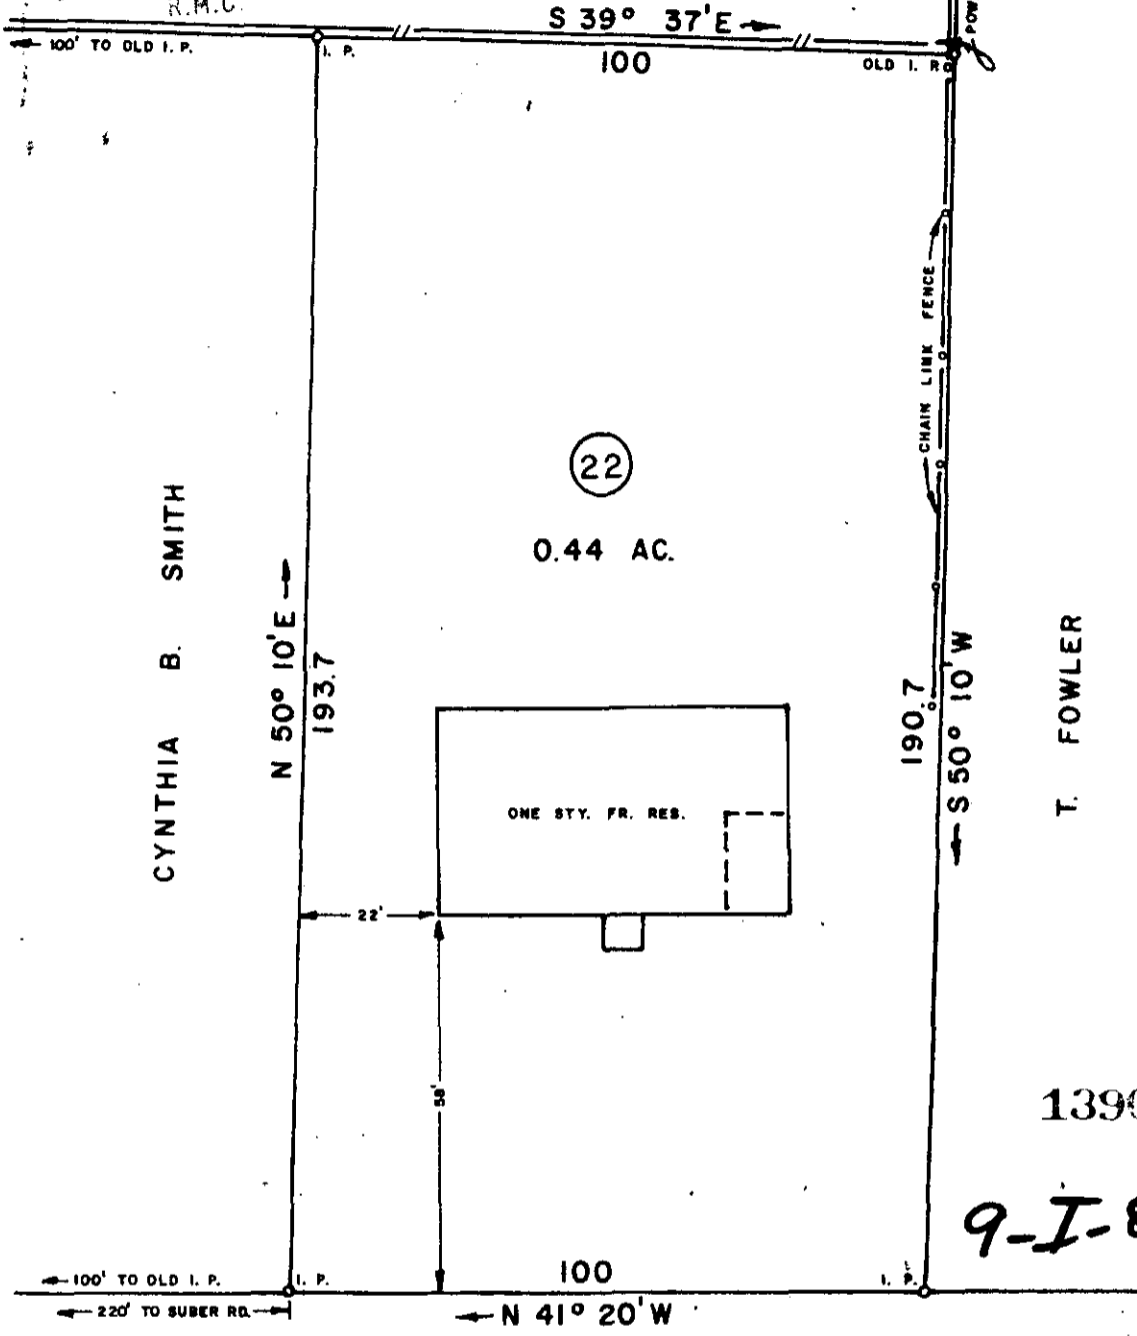 R.M.C.
S 39° 37'E
100' TO OLD I. P.
I. P.
100
OLD I. P.
POW
CHAIN LINK FENCE
22
0.44 AC.
CYNTHIA B. SMITH
N 50° 10'E
193.7
190.7
S 50° 10'W
T. FOWLER
ONE STY. FR. RES.
22'
58'
139
9-I-8
100' TO OLD I. P.
I. P.
100
I. P.
220' TO SUBER RD.
N 41° 20'W